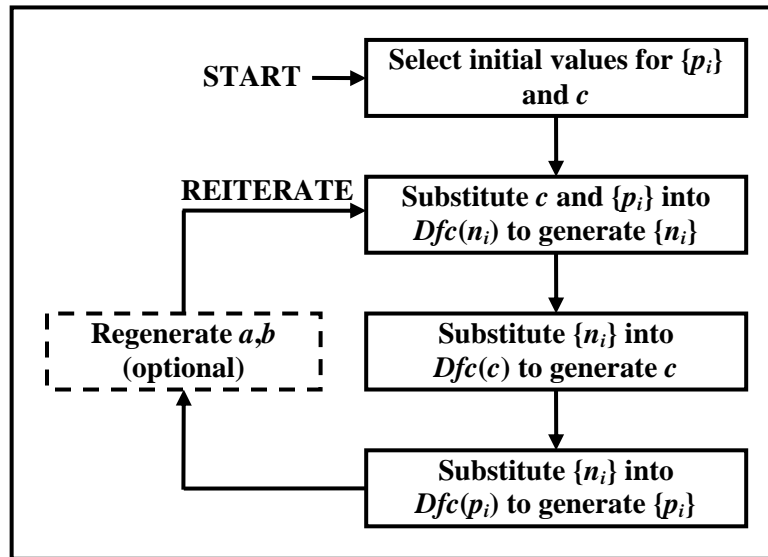 START
Select initial values for {pᵢ}
and c
REITERATE
Substitute c and {pᵢ} into
Dfc(nᵢ) to generate {nᵢ}
Regenerate a,b
(optional)
Substitute {nᵢ} into
Dfc(c) to generate c
Substitute {nᵢ} into
Dfc(pᵢ) to generate {pᵢ}